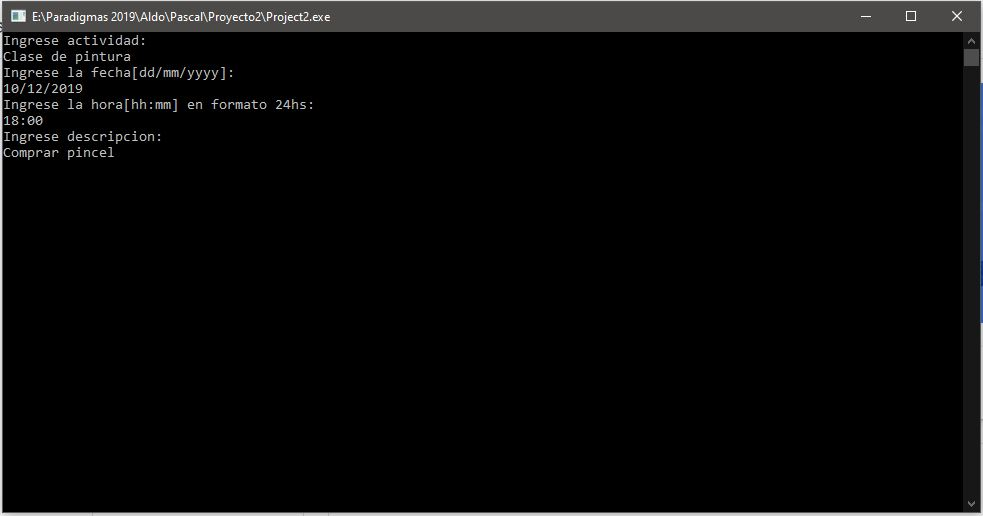 E:\Paradigmas 2019\Aldo\Pascal\Proyecto2\Project2.exe
Ingrese actividad:
Clase de pintura
Ingrese la fecha[dd/mm/yyyy]:
10/12/2019
Ingrese la hora[hh:mm] en formato 24hs:
18:00
Ingrese descripcion:
Comprar pincel